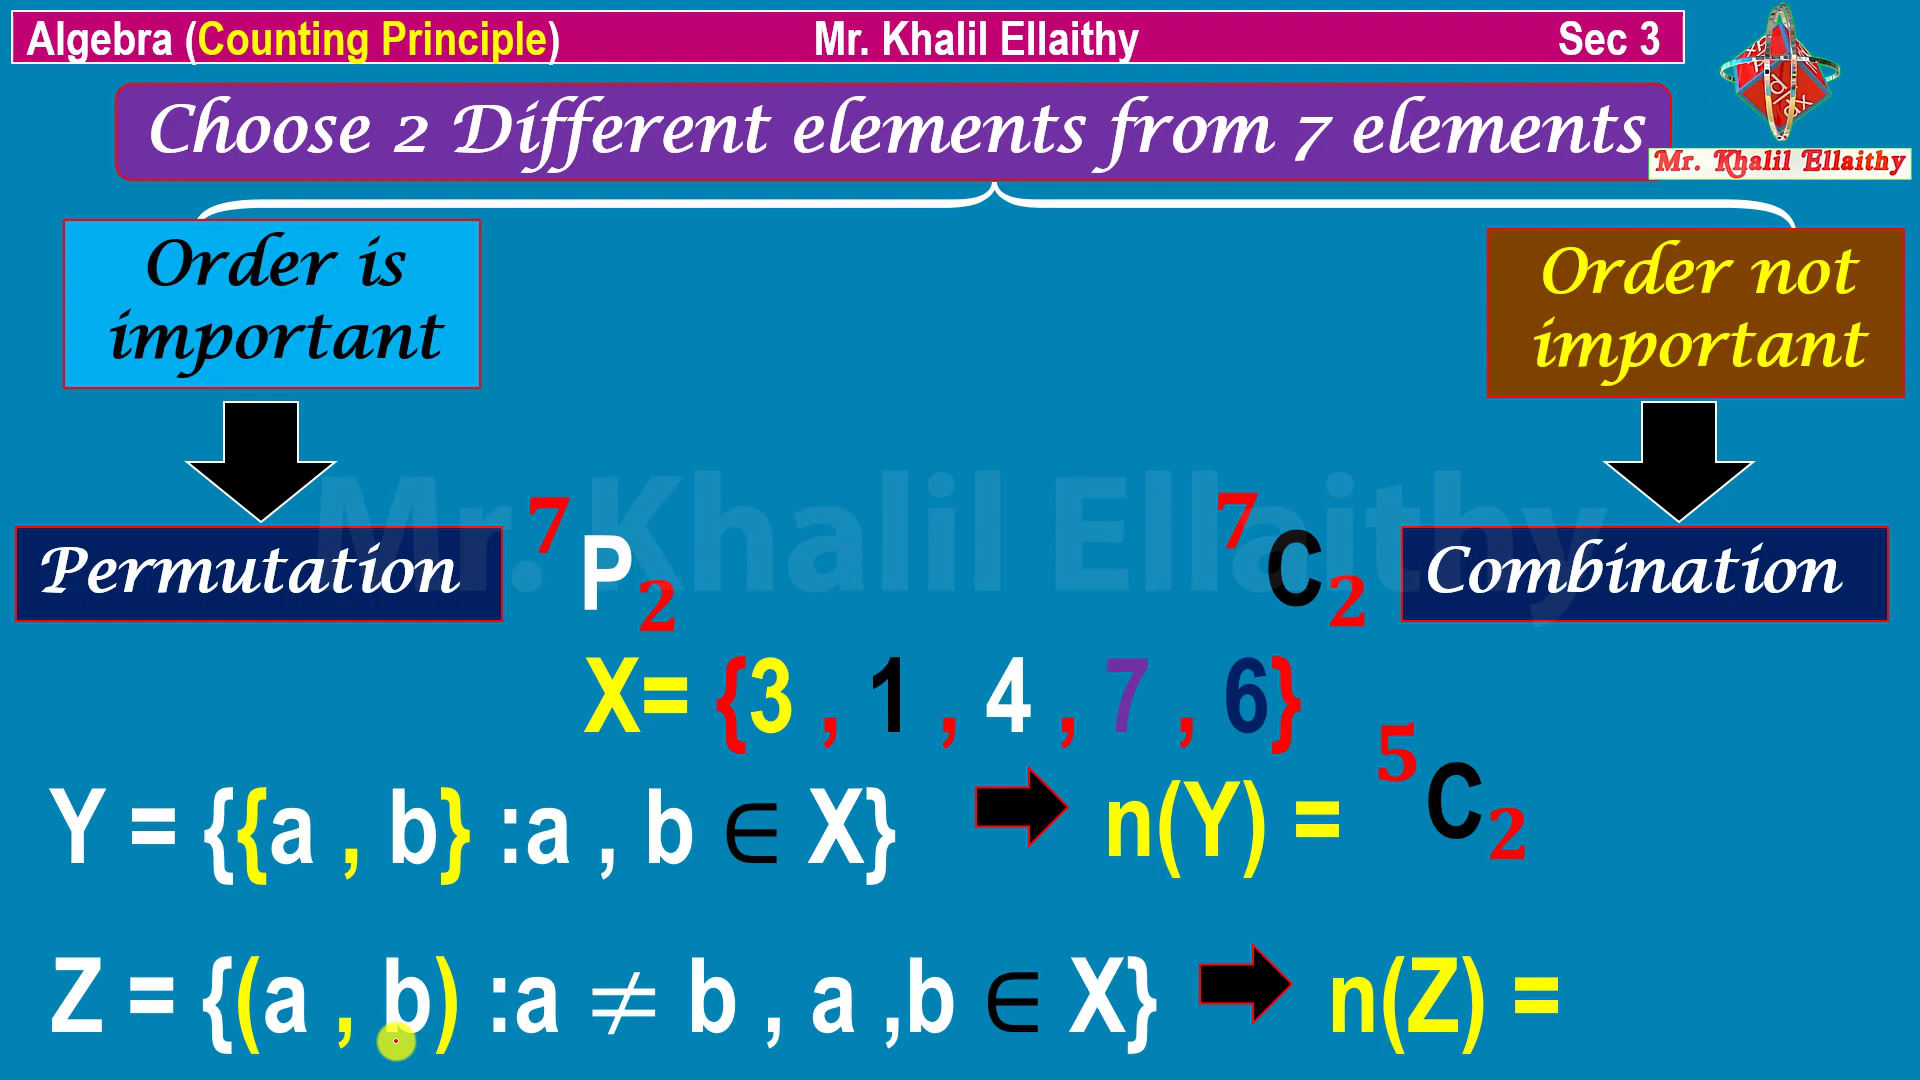 Algebra (Counting Principle) Mr. Khalil Ellaithy Sec 3
Choose 2 Different elements from 7 elements
Mr. Khalil Ellaithy
Order is
important
Order not
important
Mr. Khalil Ellaithy
Permutation
⁷P₂
⁷C₂
Combination
X= {3 , 1 , 4 , 7 , 6}
Y = {{a , b} :a , b ∈ X} n(Y) = ⁵C₂
Z = {(a , b) :a ≠ b , a ,b ∈ X} n(Z) =